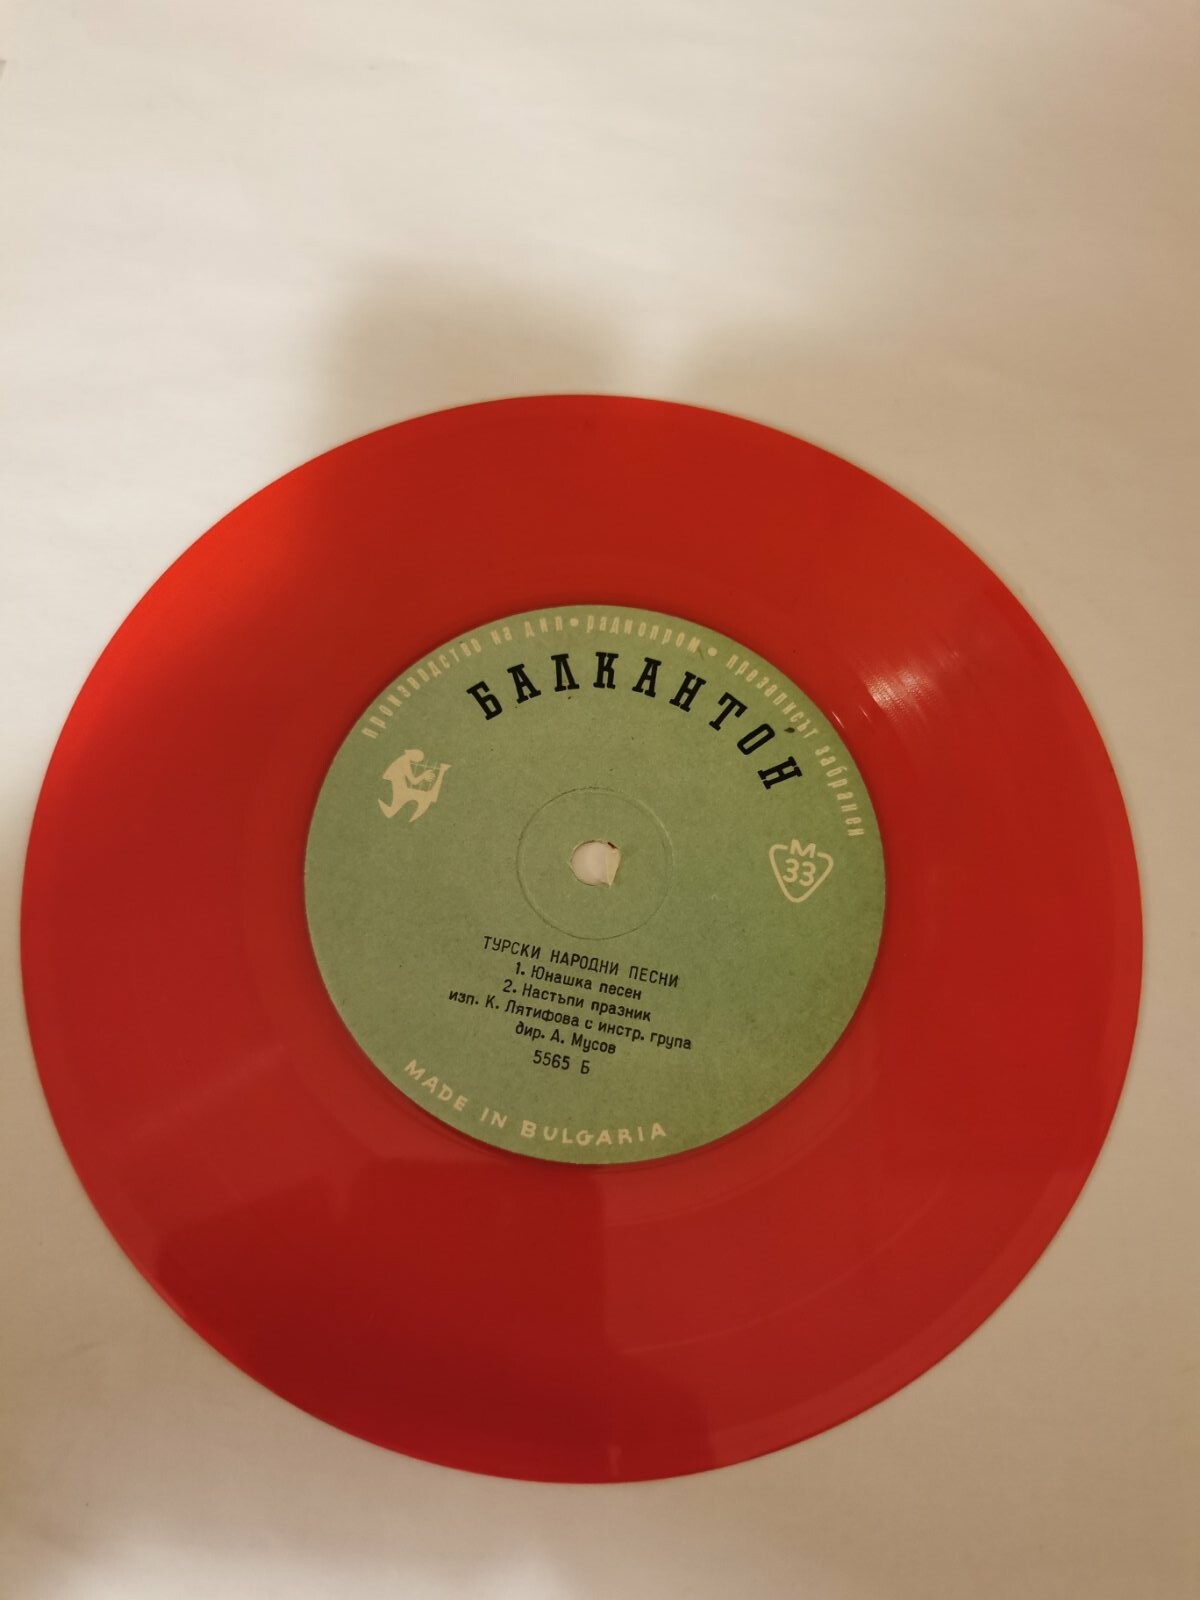 производство на дип • радиопром • презаписът забранен
БАЛКАНТОН
M
33
ТУРСКИ НАРОДНИ ПЕСНИ
1. Юнашка песен
2. Настъпи празник
изп. К. Лятифова с инстр. група
дир. А. Мусов
5565 Б
MADE IN BULGARIA